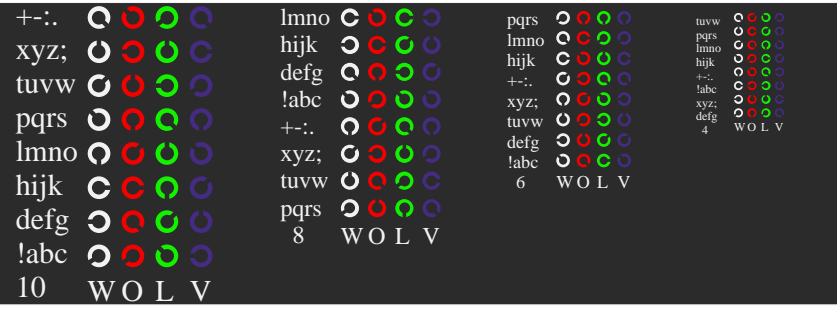 +-:.
xyz;
tuvw
pqrs
lmno
hijk
defg
!abc
10 W O L V
lmno
hijk
defg
!abc
+-:.
xyz;
tuvw
pqrs
8 W O L V
pqrs
lmno
hijk
+-:.
xyz;
tuvw
defg
!abc
6 W O L V
tuvw
pqrs
lmno
hijk
+-:.
!abc
xyz;
defg
4 W O L V